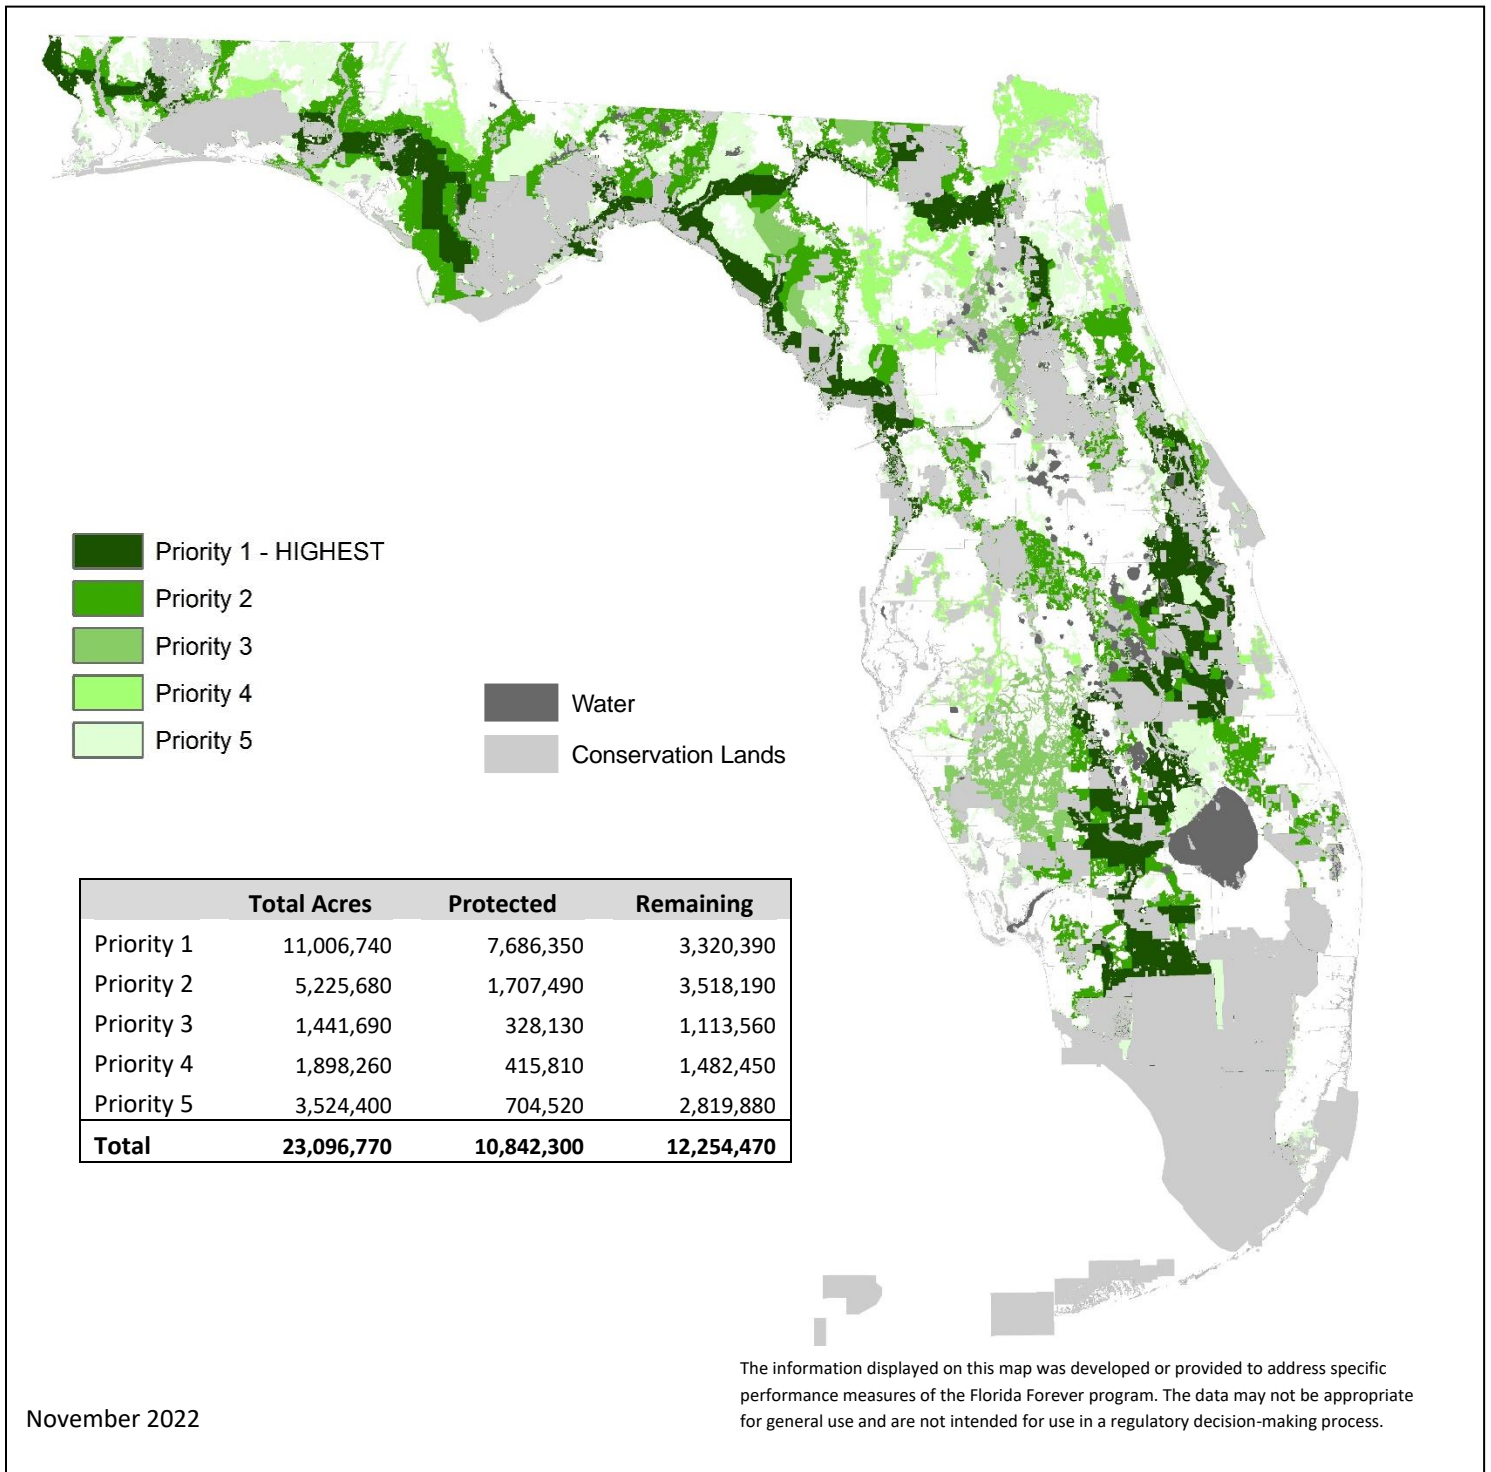 Priority 1 - HIGHEST
Priority 2
Priority 3
Priority 4
Priority 5
Water
Conservation Lands
Total Acres Protected Remaining
Priority 1 11,006,740 7,686,350 3,320,390
Priority 2 5,225,680 1,707,490 3,518,190
Priority 3 1,441,690 328,130 1,113,560
Priority 4 1,898,260 415,810 1,482,450
Priority 5 3,524,400 704,520 2,819,880
Total 23,096,770 10,842,300 12,254,470
The information displayed on this map was developed or provided to address specific
performance measures of the Florida Forever program. The data may not be appropriate
for general use and are not intended for use in a regulatory decision-making process.
November 2022